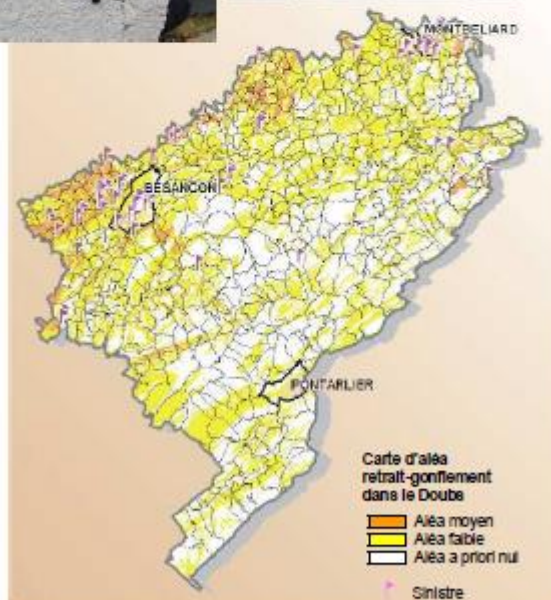 MONTBELIARD
BESANCON
PONTARLIER
Carte d'aléa
retrait-gonflement
dans le Doubs
Aléa moyen
Aléa faible
Aléa a priori nul
Sinistre